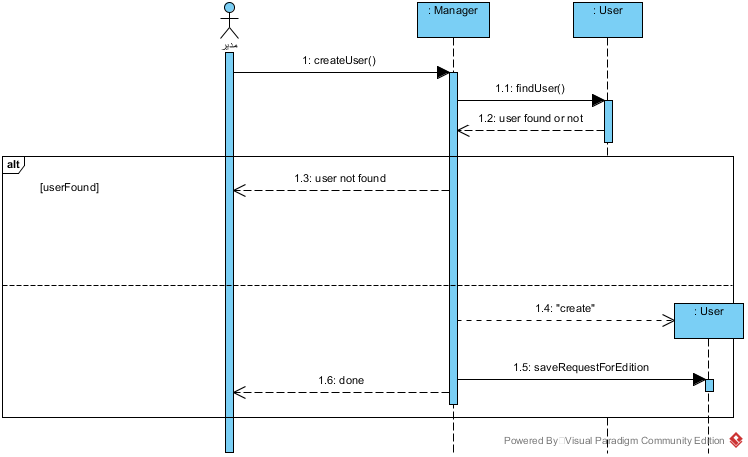 : Manager
: User
مدير
1: createUser()
1.1: findUser()
1.2: user found or not
alt
1.3: user not found
[userFound]
1.4: "create"
: User
1.5: saveRequestForEdition
1.6: done
Powered By Visual Paradigm Community Edition